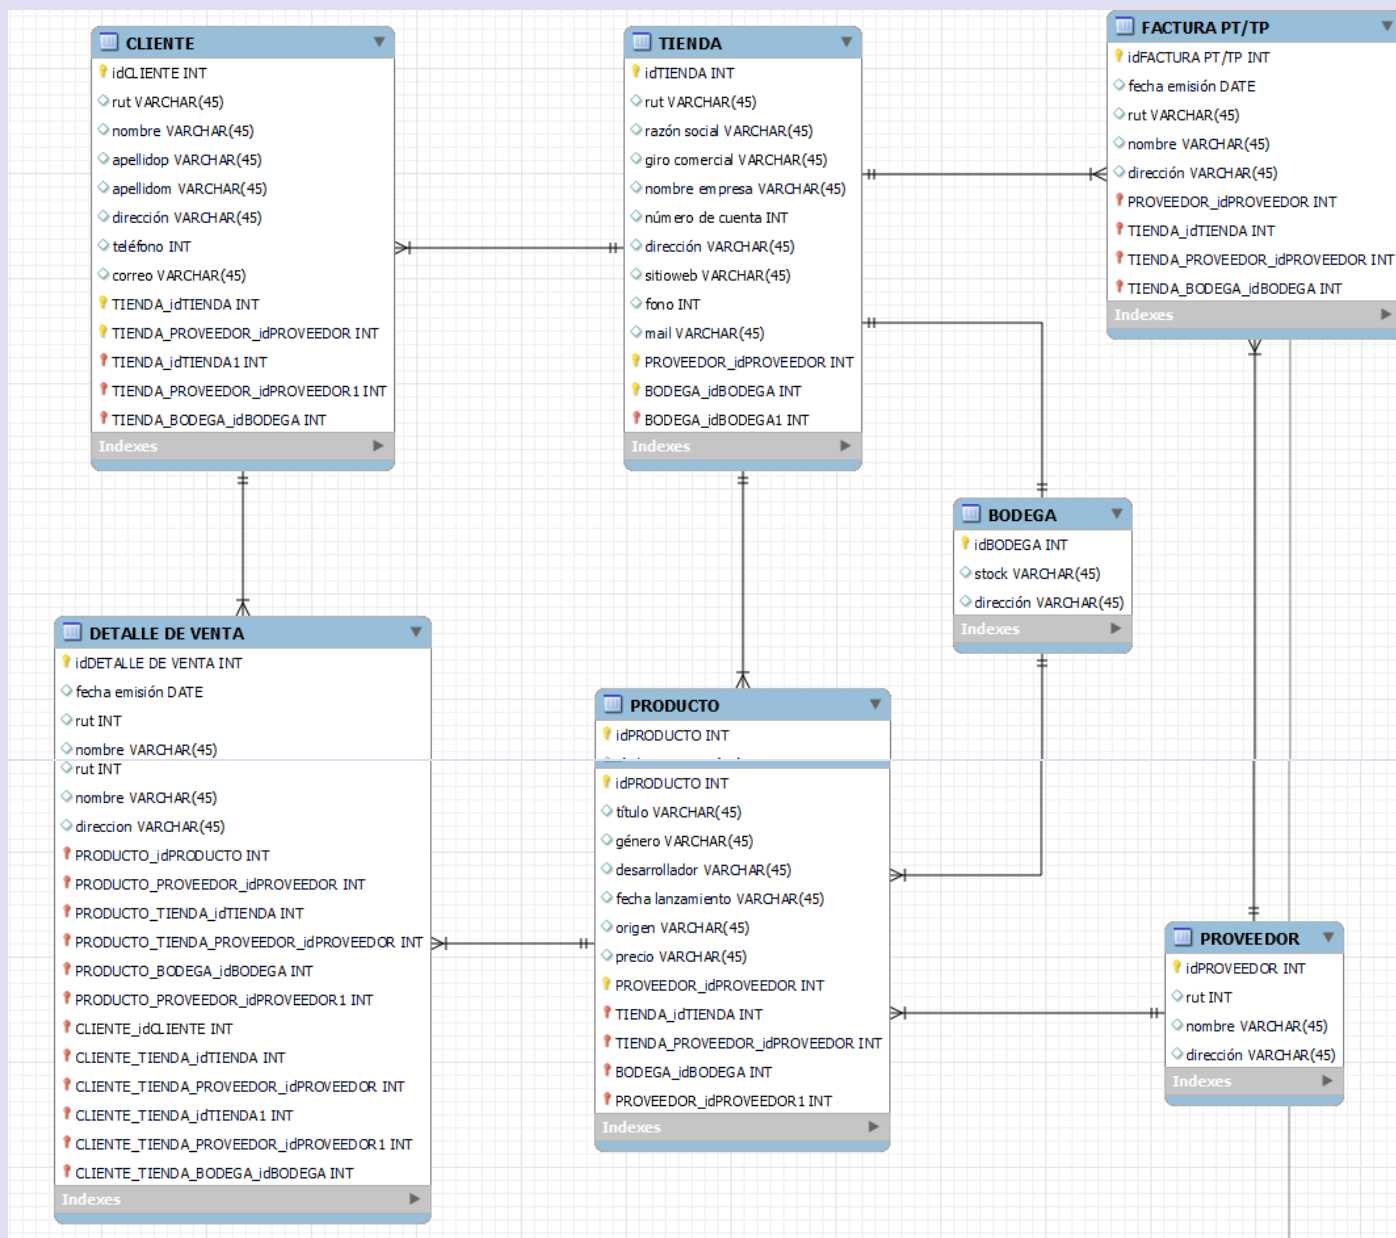 CLIENTE
idCLIENTE INT
rut VARCHAR(45)
nombre VARCHAR(45)
apellidop VARCHAR(45)
apellidom VARCHAR(45)
dirección VARCHAR(45)
teléfono INT
correo VARCHAR(45)
TIENDA_idTIENDA INT
TIENDA_PROVEEDOR_idPROVEEDOR INT
TIENDA_idTIENDA1 INT
TIENDA_PROVEEDOR_idPROVEEDOR1 INT
TIENDA_BODEGA_idBODEGA INT
Indexes
TIENDA
idTIENDA INT
rut VARCHAR(45)
razón social VARCHAR(45)
giro comercial VARCHAR(45)
nombre empresa VARCHAR(45)
número de cuenta INT
dirección VARCHAR(45)
sitioweb VARCHAR(45)
fono INT
mail VARCHAR(45)
PROVEEDOR_idPROVEEDOR INT
BODEGA_idBODEGA INT
BODEGA_idBODEGA1 INT
Indexes
FACTURA PT/TP
idFACTURA PT/TP INT
fecha emisión DATE
rut VARCHAR(45)
nombre VARCHAR(45)
dirección VARCHAR(45)
PROVEEDOR_idPROVEEDOR INT
TIENDA_idTIENDA INT
TIENDA_PROVEEDOR_idPROVEEDOR INT
TIENDA_BODEGA_idBODEGA INT
Indexes
BODEGA
idBODEGA INT
stock VARCHAR(45)
dirección VARCHAR(45)
Indexes
DETALLE DE VENTA
idDETALLE DE VENTA INT
fecha emisión DATE
rut INT
nombre VARCHAR(45)
rut INT
nombre VARCHAR(45)
direccion VARCHAR(45)
PRODUCTO_idPRODUCTO INT
PRODUCTO_PROVEEDOR_idPROVEEDOR INT
PRODUCTO_TIENDA_idTIENDA INT
PRODUCTO_TIENDA_PROVEEDOR_idPROVEEDOR INT
PRODUCTO_BODEGA_idBODEGA INT
PRODUCTO_PROVEEDOR_idPROVEEDOR1 INT
CLIENTE_idCLIENTE INT
CLIENTE_TIENDA_idTIENDA INT
CLIENTE_TIENDA_PROVEEDOR_idPROVEEDOR INT
CLIENTE_TIENDA_idTIENDA1 INT
CLIENTE_TIENDA_PROVEEDOR_idPROVEEDOR1 INT
CLIENTE_TIENDA_BODEGA_idBODEGA INT
Indexes
PRODUCTO
idPRODUCTO INT
idPRODUCTO INT
título VARCHAR(45)
género VARCHAR(45)
desarrollador VARCHAR(45)
fecha lanzamiento VARCHAR(45)
origen VARCHAR(45)
precio VARCHAR(45)
PROVEEDOR_idPROVEEDOR INT
TIENDA_idTIENDA INT
TIENDA_PROVEEDOR_idPROVEEDOR INT
BODEGA_idBODEGA INT
PROVEEDOR_idPROVEEDOR1 INT
Indexes
PROVEEDOR
idPROVEEDOR INT
rut INT
nombre VARCHAR(45)
dirección VARCHAR(45)
Indexes